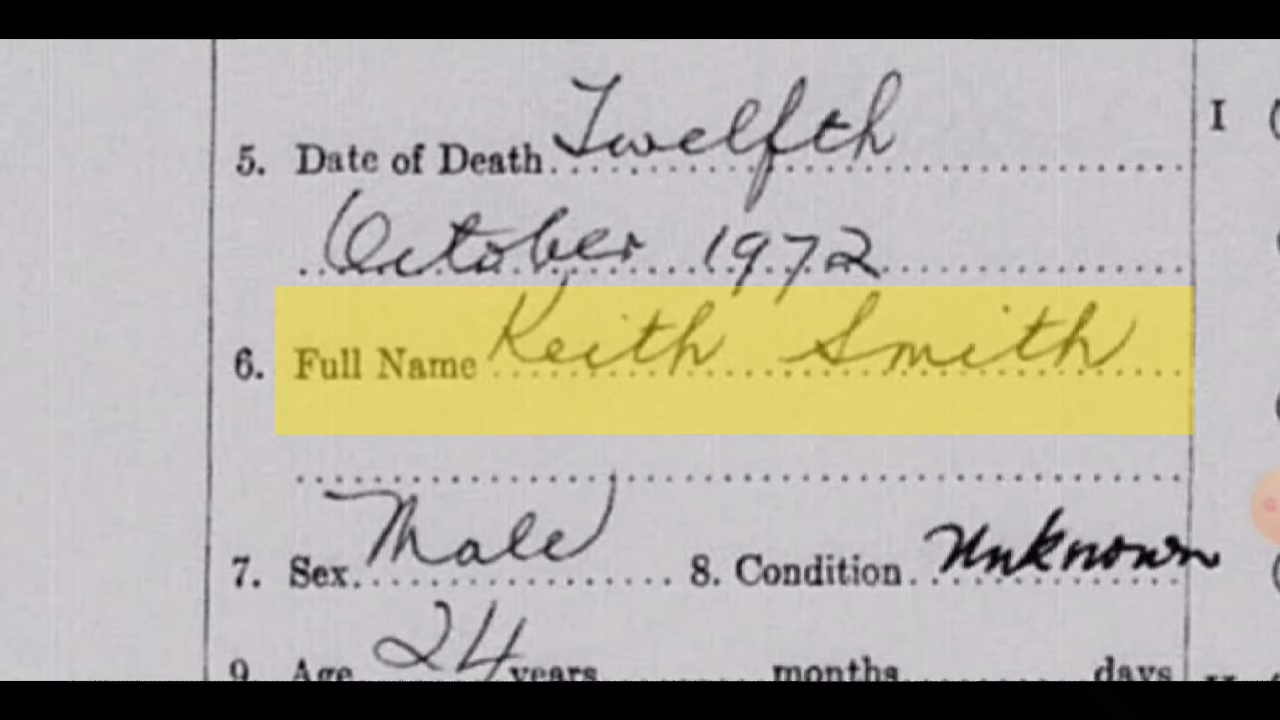 5. Date of Death Twelfth
October 1972
6. Full Name Keith Smith
7. Sex Male 8. Condition Unknown
9. Age 24 years months days
I